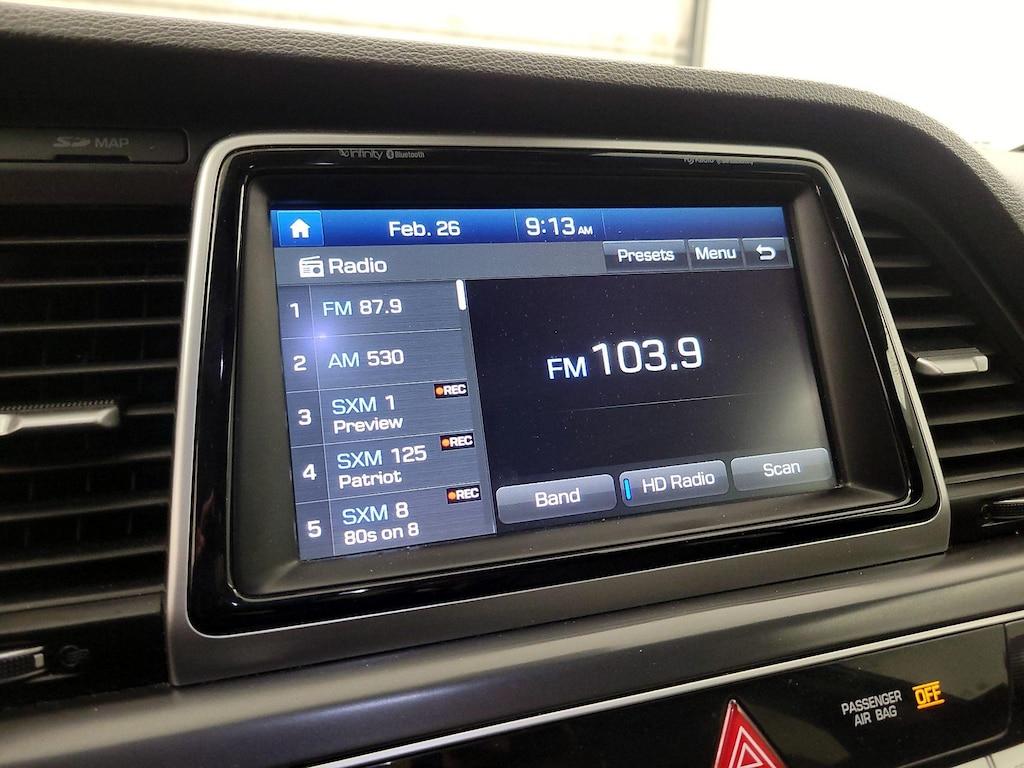 SD MAP
infinity Bluetooth
Feb. 26 9:13 AM
Radio Presets Menu
1 FM 87.9
2 AM 530
3 SXM 1 REC
Preview
4 SXM 125 REC
Patriot
5 SXM 8 REC
80s on 8
FM 103.9
Band HD Radio Scan
PASSENGER
AIR BAG OFF